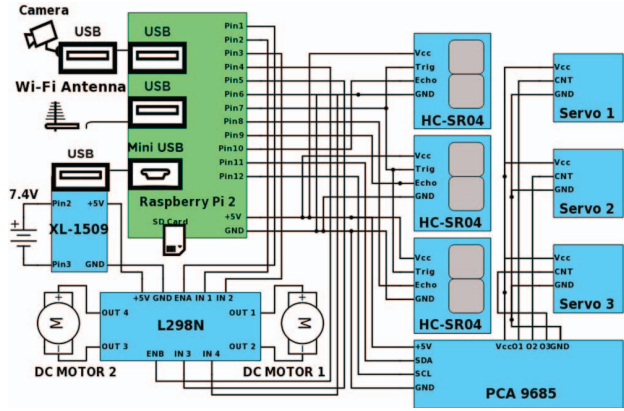 Camera
USB
USB
Wi-Fi Antenna
USB
Mini USB
USB
Raspberry Pi 2
SD Card
Pin1
Pin2
Pin3
Pin4
Pin5
Pin6
Pin7
Pin8
Pin9
Pin10
Pin11
Pin12
+5V
GND
7.4V
Pin2 +5V
XL-1509
Pin3 GND
+5V GND ENA IN 1 IN 2
OUT 4 OUT 1
L298N
OUT 3 OUT 2
ENB IN 3 IN 4
M
M
DC MOTOR 2
DC MOTOR 1
Vcc
Trig
Echo
GND
HC-SR04
Vcc
Trig
Echo
GND
HC-SR04
Vcc
Trig
Echo
GND
HC-SR04
Vcc
CNT
GND
Servo 1
Vcc
CNT
GND
Servo 2
Vcc
CNT
GND
Servo 3
VccO1 O2 O3GND
+5V
SDA
SCL
GND
PCA 9685